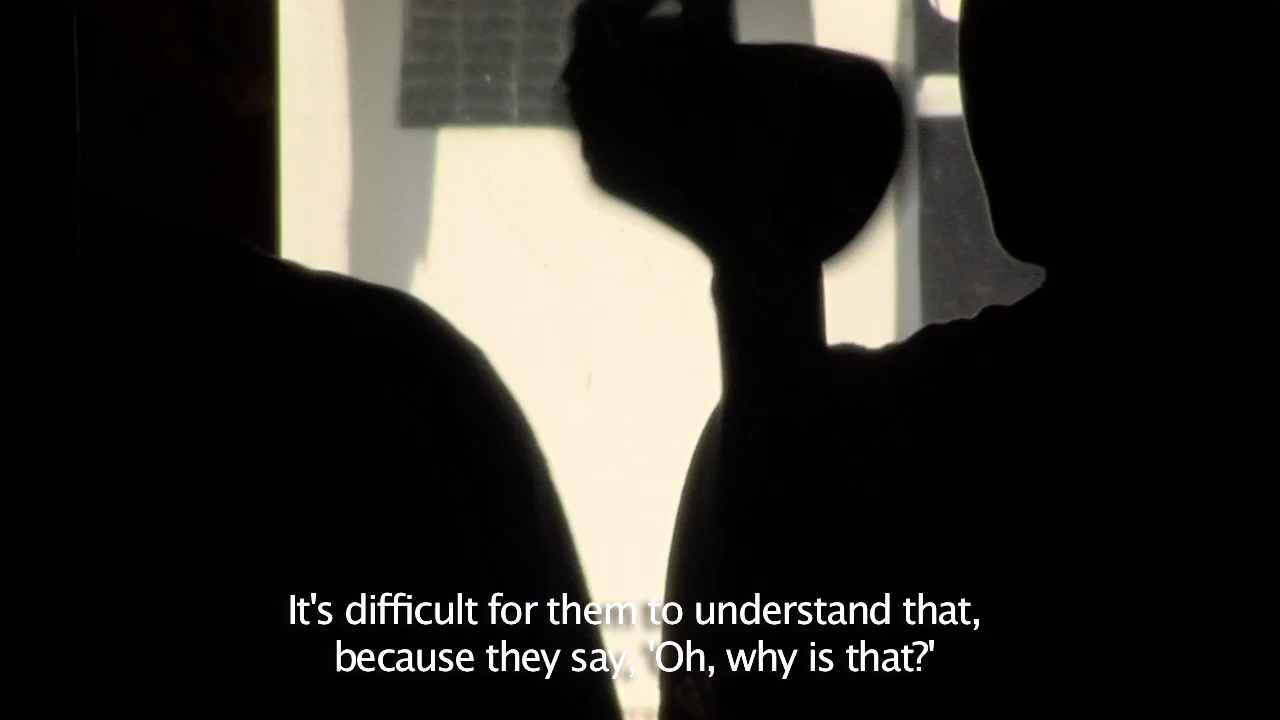 It's difficult for them to understand that,
because they say, 'Oh, why is that?'